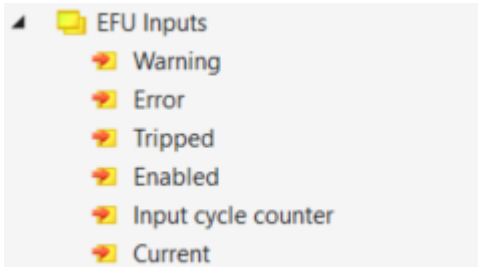 EFU Inputs
Warning
Error
Tripped
Enabled
Input cycle counter
Current